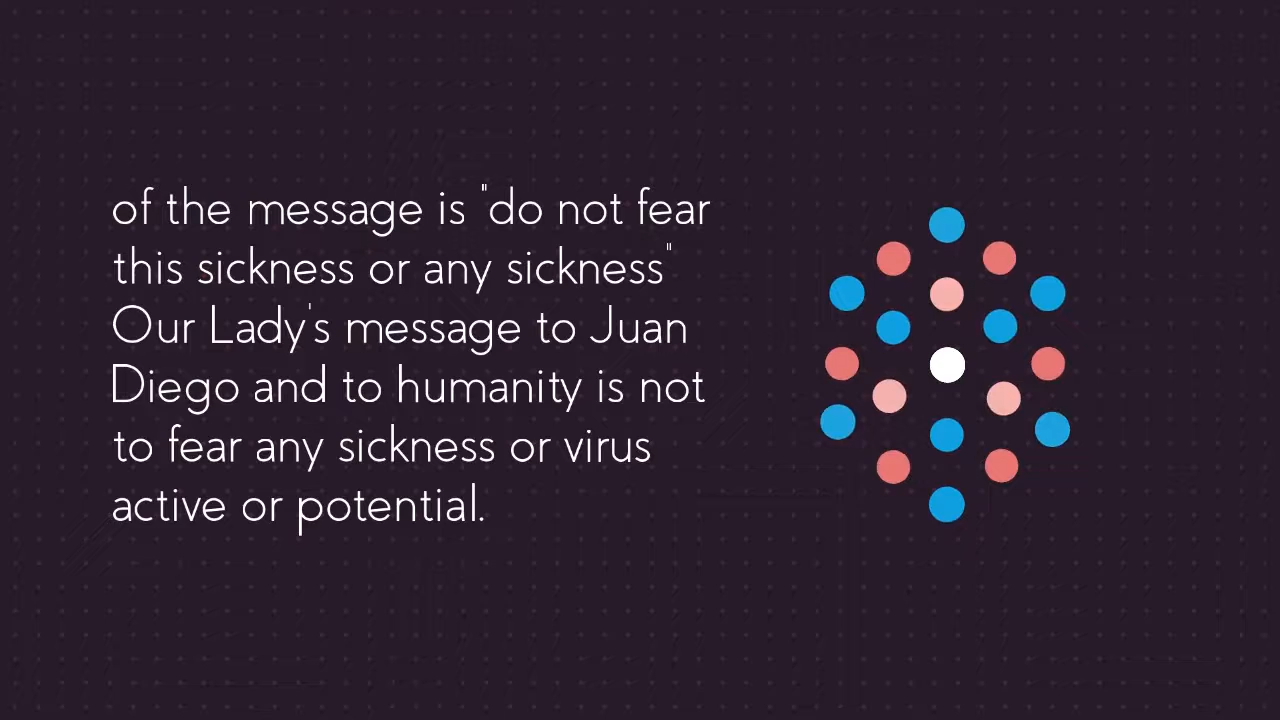 of the message is "do not fear
this sickness or any sickness"
Our Lady's message to Juan
Diego and to humanity is not
to fear any sickness or virus
active or potential.